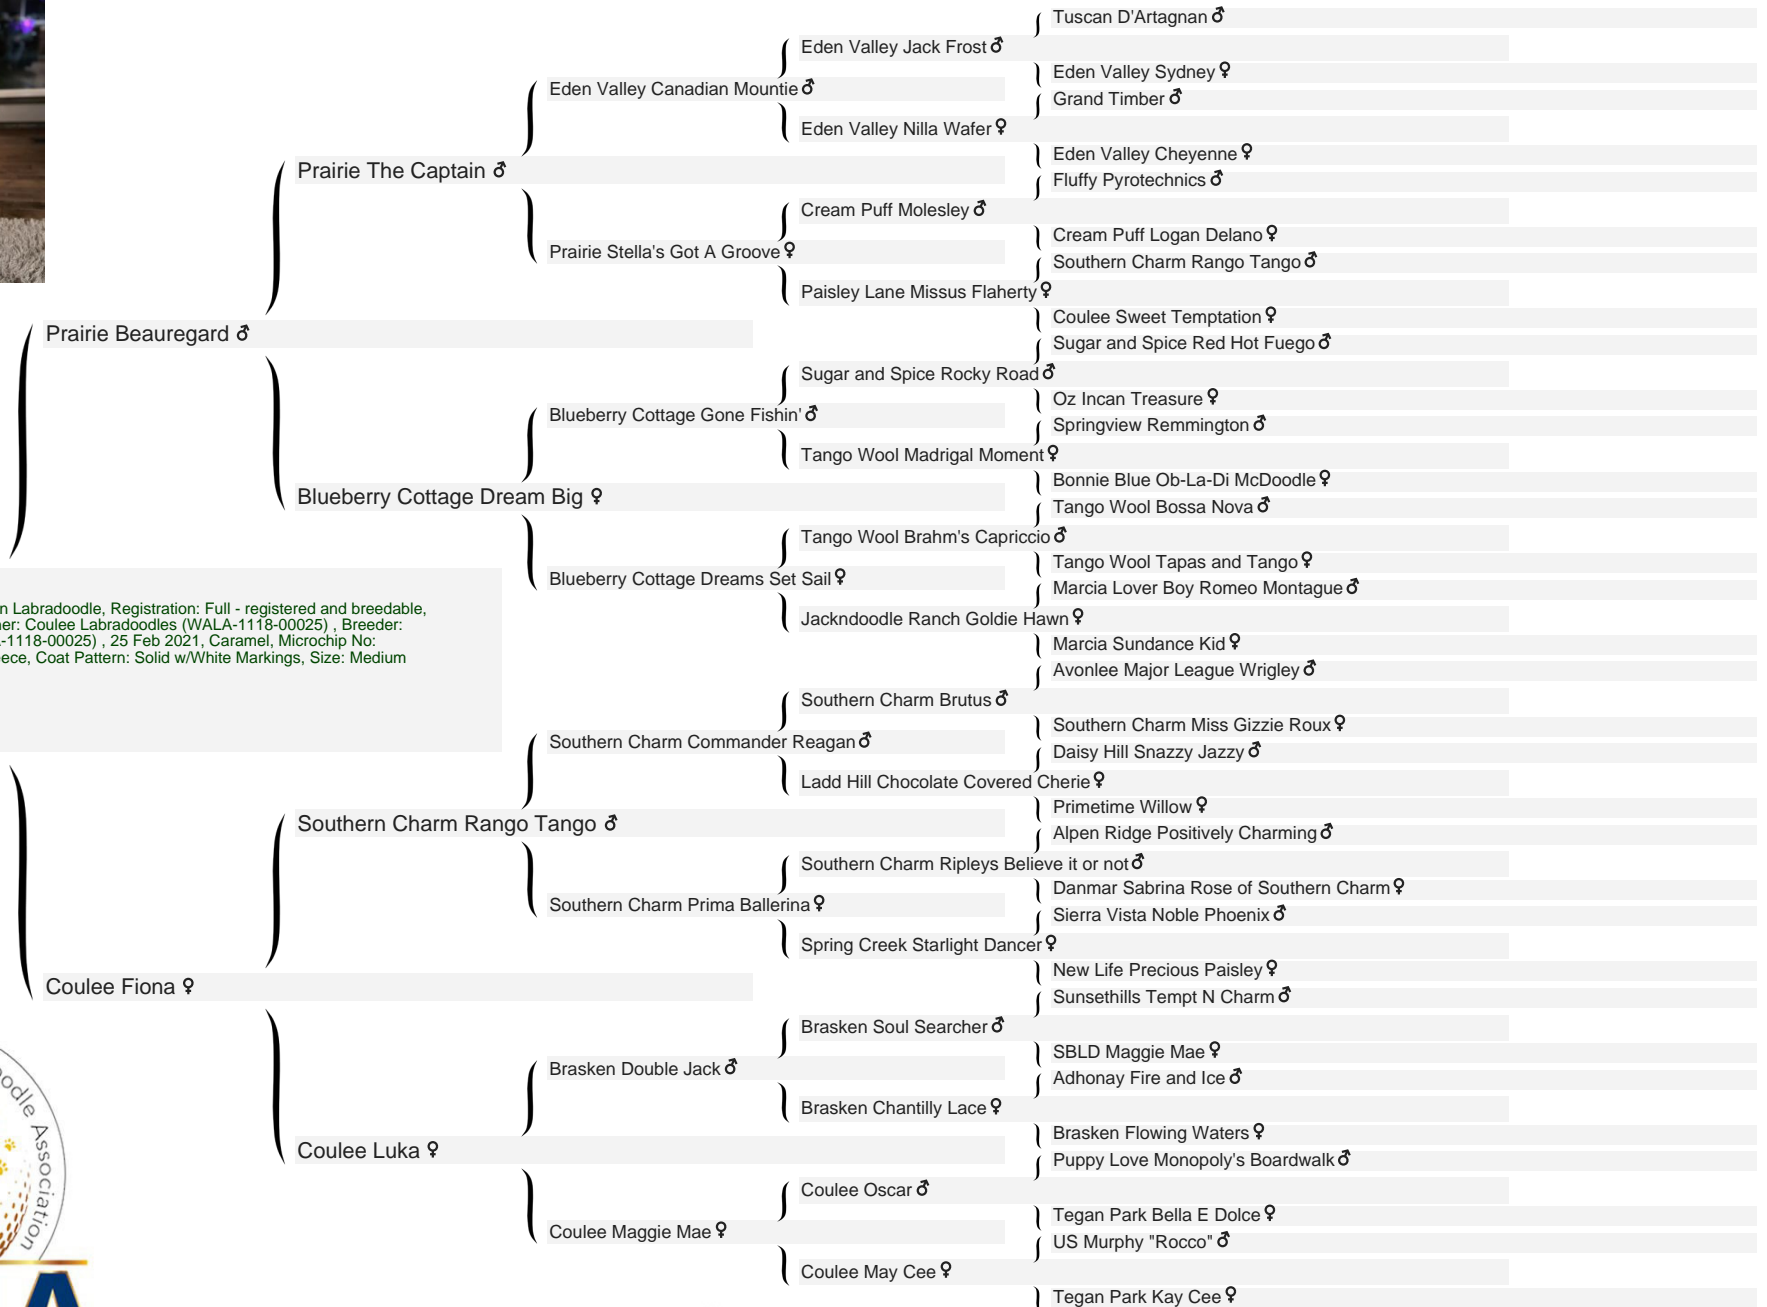 Tuscan D'Artagnan ♂
Eden Valley Jack Frost ♂
Eden Valley Sydney ♀
Eden Valley Canadian Mountie ♂
Grand Timber ♂
Eden Valley Nilla Wafer ♀
Eden Valley Cheyenne ♀
Prairie The Captain ♂
Fluffy Pyrotechnics ♂
Cream Puff Molesley ♂
Cream Puff Logan Delano ♀
Prairie Stella's Got A Groove ♀
Southern Charm Rango Tango ♂
Paisley Lane Missus Flaherty ♀
Coulee Sweet Temptation ♀
Prairie Beauregard ♂
Sugar and Spice Red Hot Fuego ♂
Sugar and Spice Rocky Road ♂
Oz Incan Treasure ♀
Blueberry Cottage Gone Fishin' ♂
Springview Remmington ♂
Tango Wool Madrigal Moment ♀
Bonnie Blue Ob-La-Di McDoodle ♀
Blueberry Cottage Dream Big ♀
Tango Wool Bossa Nova ♂
Tango Wool Brahm's Capriccio ♂
Tango Wool Tapas and Tango ♀
Blueberry Cottage Dreams Set Sail ♀
Marcia Lover Boy Romeo Montague ♂
Jackndoodle Ranch Goldie Hawn ♀
Marcia Sundance Kid ♀
n Labradoodle, Registration: Full - registered and breedable,
er: Coulee Labradoodles (WALA-1118-00025) , Breeder:
-1118-00025) , 25 Feb 2021, Caramel, Microchip No:
ece, Coat Pattern: Solid w/White Markings, Size: Medium
Avonlee Major League Wrigley ♂
Southern Charm Brutus ♂
Southern Charm Miss Gizzie Roux ♀
Southern Charm Commander Reagan ♂
Daisy Hill Snazzy Jazzy ♂
Ladd Hill Chocolate Covered Cherie ♀
Primetime Willow ♀
Southern Charm Rango Tango ♂
Alpen Ridge Positively Charming ♂
Southern Charm Ripleys Believe it or not ♂
Danmar Sabrina Rose of Southern Charm ♀
Southern Charm Prima Ballerina ♀
Sierra Vista Noble Phoenix ♂
Spring Creek Starlight Dancer ♀
New Life Precious Paisley ♀
Coulee Fiona ♀
Sunsethills Tempt N Charm ♂
Brasken Soul Searcher ♂
SBLD Maggie Mae ♀
Brasken Double Jack ♂
Adhonay Fire and Ice ♂
Brasken Chantilly Lace ♀
Brasken Flowing Waters ♀
Coulee Luka ♀
Puppy Love Monopoly's Boardwalk ♂
Coulee Oscar ♂
Tegan Park Bella E Dolce ♀
Coulee Maggie Mae ♀
US Murphy "Rocco" ♂
Coulee May Cee ♀
Tegan Park Kay Cee ♀
oodle Association
A